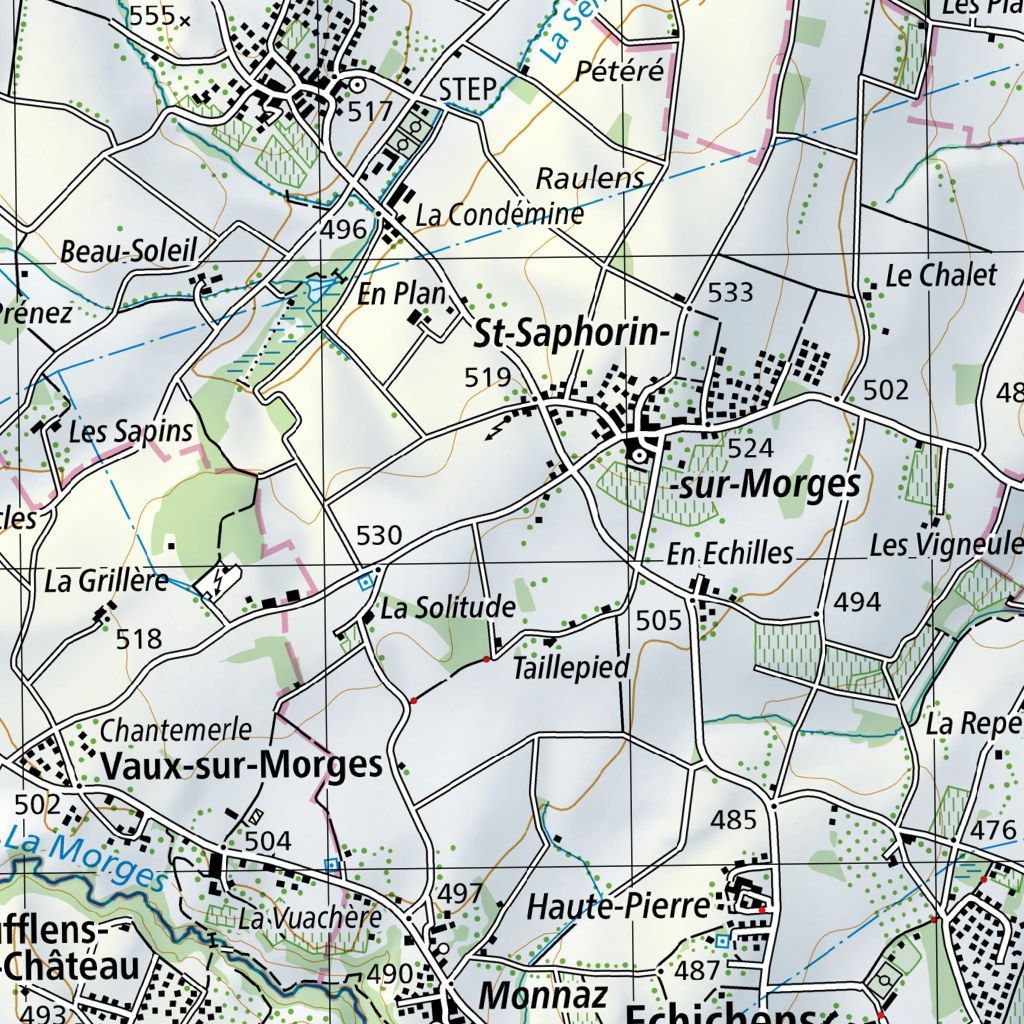 555
Les Pla
La Sen
Pétéré
STEP
517
Raulens
La Condémine
496
Beau-Soleil
Le Chalet
En Plan
533
Prénez
St-Saphorin-
519
502
48
Les Sapins
524
-sur-Morges
cles
530
En Echilles
Les Vigneule
La Grillère
La Solitude
494
518
505
Taillepied
Chantemerle
La Repe
Vaux-sur-Morges
502
485
476
504
La Morges
497
Haute-Pierre
La Vuachère
ufflens-
-Château
490
487
Monnaz
493
Echichens